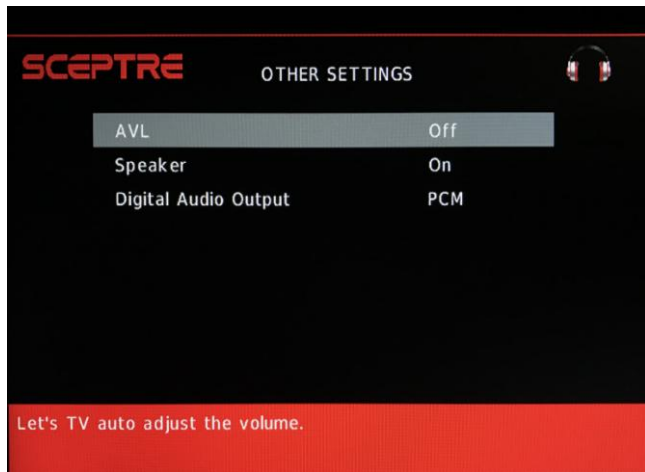 SCEPTRE
OTHER SETTINGS
AVL Off
Speaker On
Digital Audio Output PCM
Let's TV auto adjust the volume.